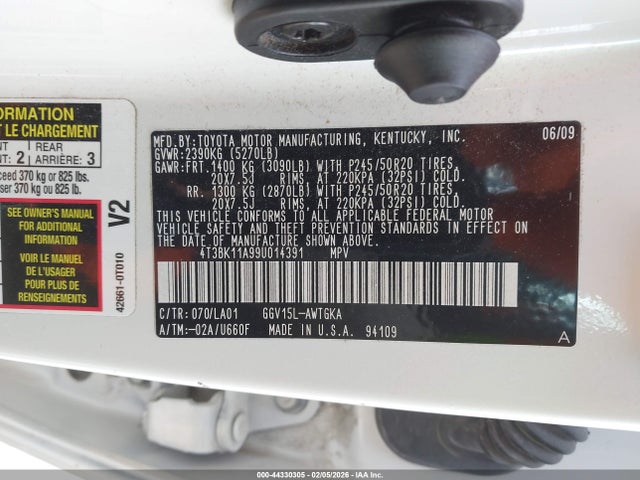 ORMATION
T LE CHARGEMENT
NT: 2 | REAR
ARRIÈRE: 3
xceed 370 kg or 825 lbs.
sser 370 kg ou 825 lb.
SEE OWNER'S MANUAL
FOR ADDITIONAL
INFORMATION
VOIR LE MANUEL
DE L'USAGER
POUR PLUS DE
RENSEIGNEMENTS
V2
42661-0T010
MFD.BY:TOYOTA MOTOR MANUFACTURING, KENTUCKY, INC. 06/09
GVWR:2390KG (5270LB)
GAWR:FRT. 1400 KG (3090LB) WITH P245/50R20 TIRES,
20X7.5J RIMS, AT 220KPA (32PSI) COLD.
RR. 1300 KG (2870LB) WITH P245/50R20 TIRES,
20X7.5J RIMS, AT 220KPA (32PSI) COLD.
THIS VEHICLE CONFORMS TO ALL APPLICABLE FEDERAL MOTOR
VEHICLE SAFETY AND THEFT PREVENTION STANDARDS IN EFFECT
ON THE DATE OF MANUFACTURE SHOWN ABOVE.
4T3BK11A99U014391 MPV
C/TR: 070/LA01 GGV15L-AWTGKA
A/TM:-02A/U660F MADE IN U.S.A. 94109
A
000-44330305 - 02/05/2026 - IAA Inc.